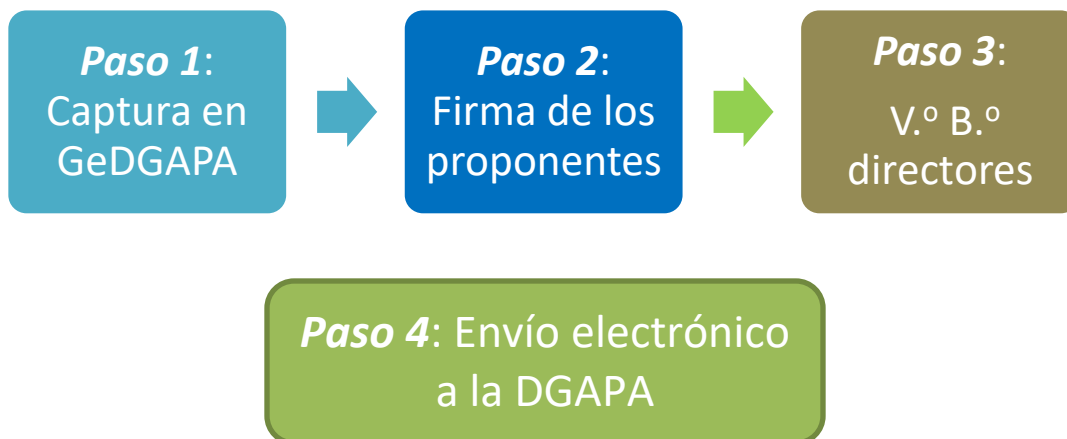 Paso 1:
Captura en
GeDGAPA
Paso 2:
Firma de los
proponentes
Paso 3:
V.º B.º
directores
Paso 4: Envío electrónico
a la DGAPA